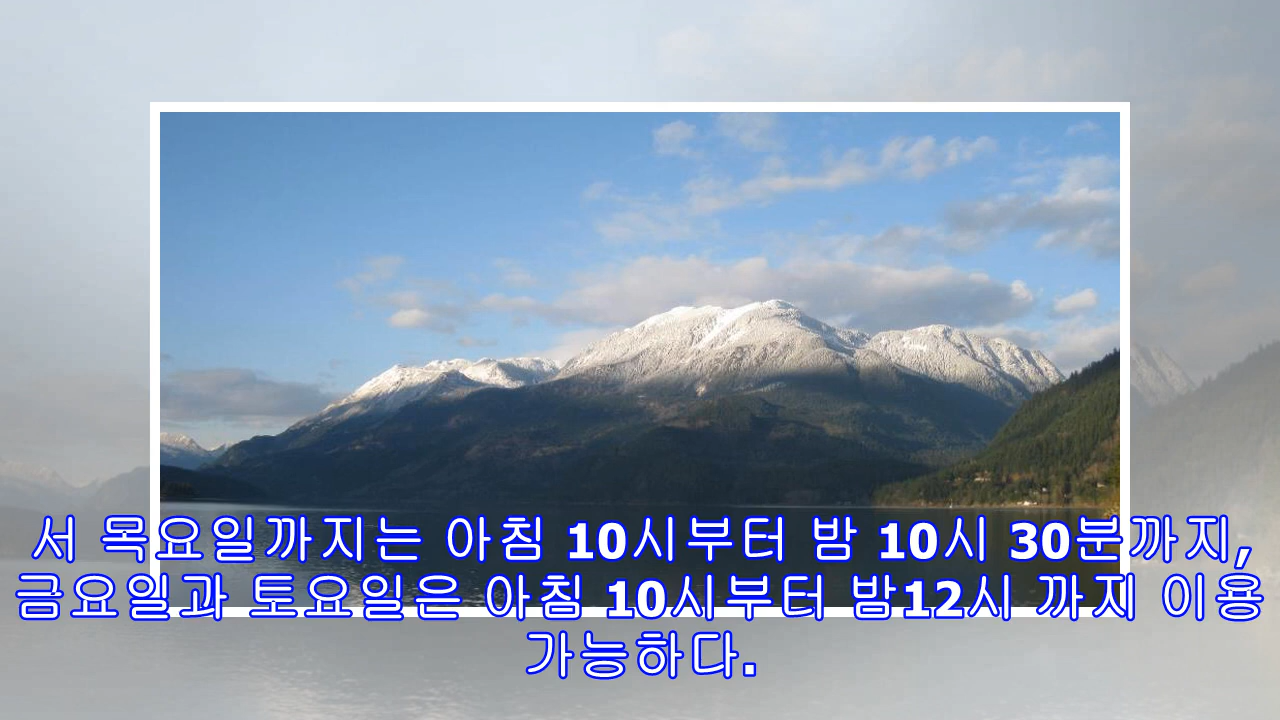 서 목요일까지는 아침 10시부터 밤 10시 30분까지,
금요일과 토요일은 아침 10시부터 밤12시 까지 이용
가능하다.